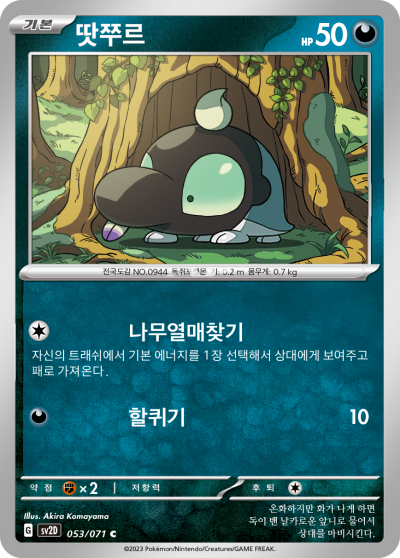 기본 땃쭈르 HP 50
전국도감 NO.0944 독쥐포켓몬 키: 0.2 m 몸무게: 0.7 kg
나무열매찾기
자신의 트래쉬에서 기본 에너지를 1장 선택해서 상대에게 보여주고
패로 가져온다.
할퀴기 10
약점 ×2 저항력 후퇴
Illus. Akira Komayama
G SV2D 053/071 C
온화하지만 화가 나게 하면
독이 밴 날카로운 앞니로 물어서
상대를 마비시킨다.
©2023 Pokémon/Nintendo/Creatures/GAME FREAK.